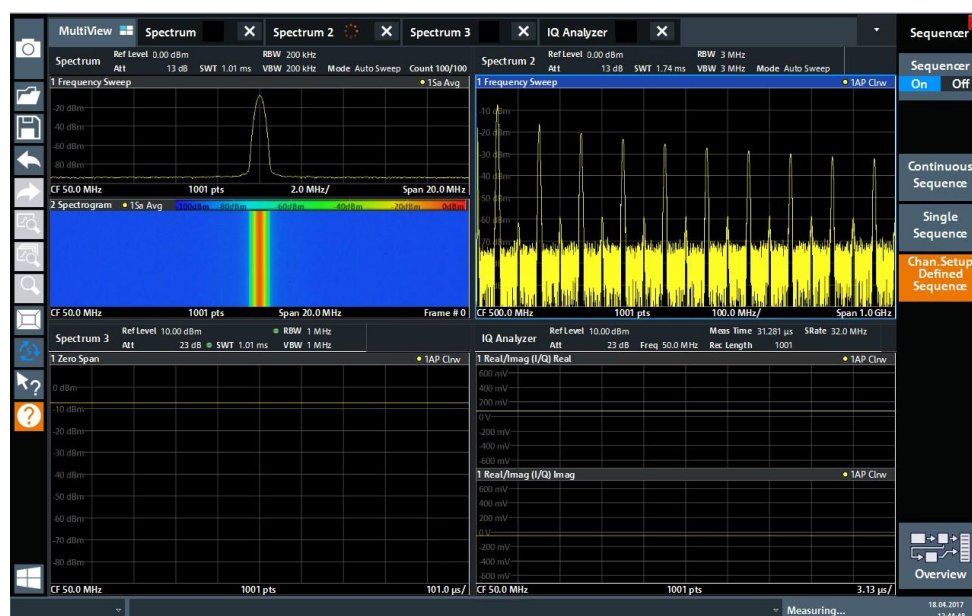 MultiView Spectrum X Spectrum 2 X Spectrum 3 X IQ Analyzer X
Sequencer
Sequencer
On Off
Continuous
Sequence
Single
Sequence
Chan.Setup
Defined
Sequence
Overview
Spectrum
Ref Level 0.00 dBm RBW 200 kHz
Att 13 dB SWT 1.01 ms VBW 200 kHz Mode Auto Sweep Count 100/100
1 Frequency Sweep 1Sa Avg
-20 dBm
-40 dBm
-60 dBm
-80 dBm
CF 50.0 MHz 1001 pts 2.0 MHz/ Span 20.0 MHz
2 Spectrogram 1Sa Avg -100dBm -80dBm -60dBm -40dBm -20dBm 0dBm
CF 50.0 MHz Span 20.0 MHz Frame # 0
Spectrum 2
Ref Level 0.00 dBm RBW 3 MHz
Att 13 dB SWT 1.74 ms VBW 3 MHz Mode Auto Sweep
1 Frequency Sweep 1AP Clrw
-10 dBm
CF 500.0 MHz 1001 pts 100.0 MHz/ Span 1.0 GHz
Spectrum 3
Ref Level 10.00 dBm RBW 1 MHz
Att 23 dB SWT 1.01 ms VBW 1 MHz
1 Zero Span 1AP Clrw
0 dBm
-10 dBm
-20 dBm
-30 dBm
-40 dBm
-50 dBm
-60 dBm
-70 dBm
-80 dBm
CF 50.0 MHz 1001 pts 101.0 µs/
IQ Analyzer
Ref Level 10.00 dBm Meas Time 31.281 µs SRate 32.0 MHz
Att 23 dB Freq 50.0 MHz Rec Length 1001
1 Real/Imag (I/Q) Real 1AP Clrw
600 mV
400 mV
200 mV
0 V
-200 mV
-400 mV
-600 mV
1 Real/Imag (I/Q) Imag 1AP Clrw
600 mV
400 mV
200 mV
0 V
-200 mV
-400 mV
-600 mV
CF 50.0 MHz 1001 pts 3.13 µs/
Measuring...
18.04.2017